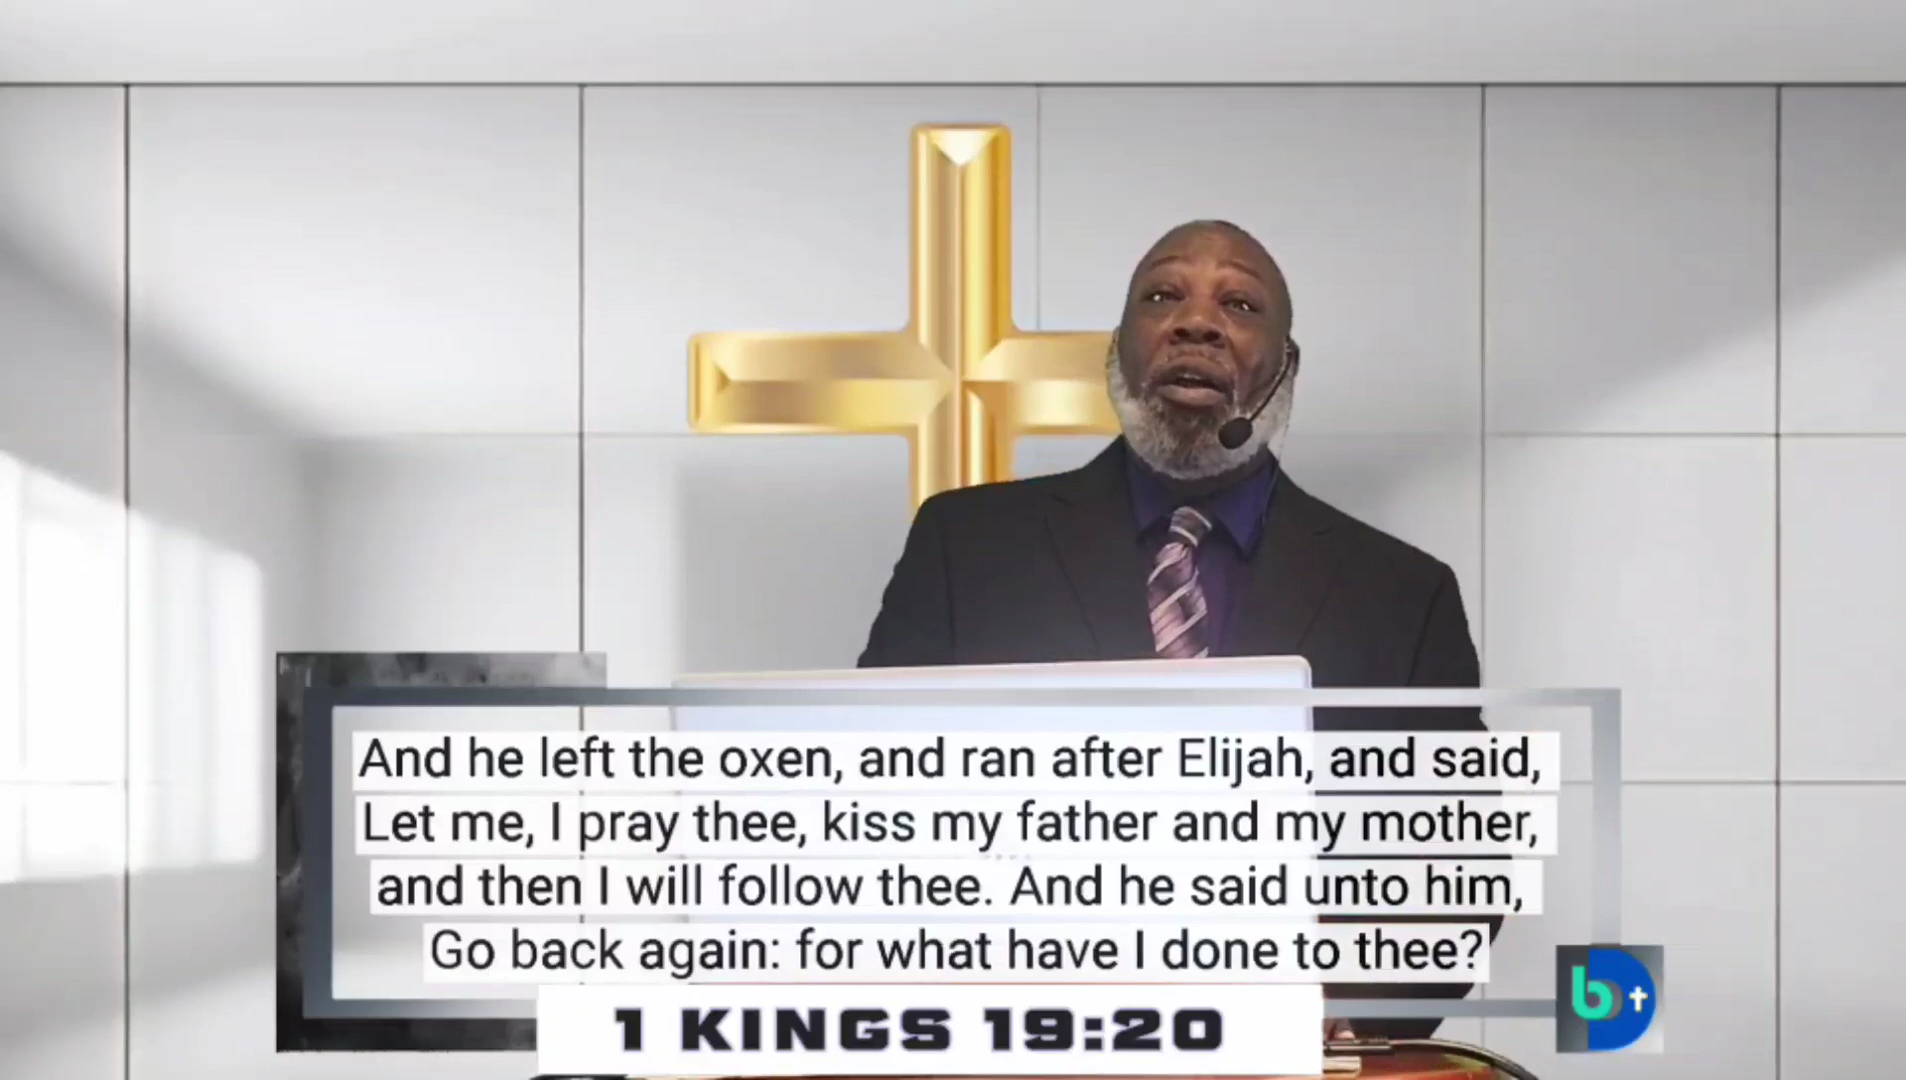 And he left the oxen, and ran after Elijah, and said,
Let me, I pray thee, kiss my father and my mother,
and then I will follow thee. And he said unto him,
Go back again: for what have I done to thee?
1 KINGS 19:20
b